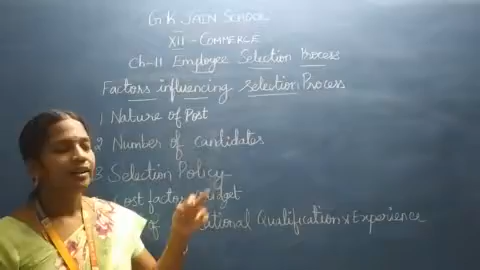 G K JAIN SCHOOL
XII - COMMERCE
Ch-11 Employee Selection Process
Factors influencing selection Process
1 Nature of Post
2 Number of Candidates
3 Selection Policy
Cost factor Budget
of Qualification & Experience